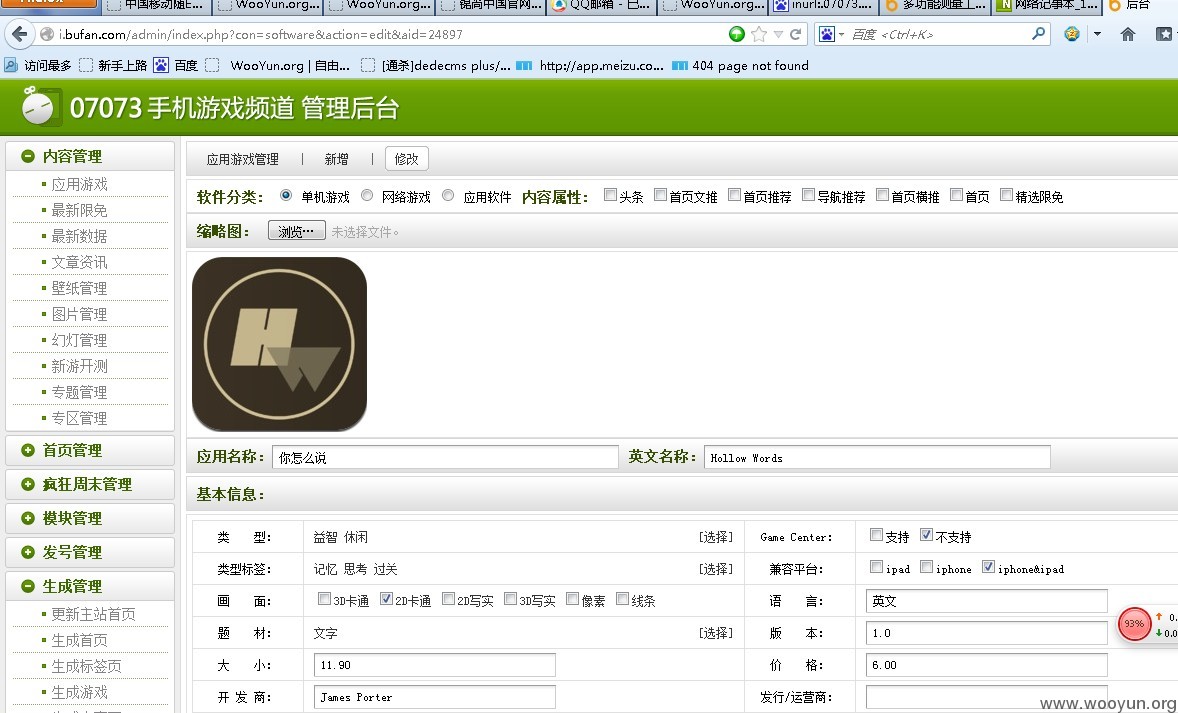 中国移动随E...
WooYun.org...
WooYun.org...
锐高中国官网...
QQ邮箱 - 已...
WooYun.org...
inurl:07073....
多功能测量上...
网络记事本_1...
后台
i.bufan.com/admin/index.php?con=software&action=edit&aid=24897
百度 <Ctrl+K>
访问最多
新手上路
百度
WooYun.org | 自由...
[通杀]dedecms plus/...
http://app.meizu.co...
404 page not found
07073 手机游戏频道 管理后台
内容管理
应用游戏
最新限免
最新数据
文章资讯
壁纸管理
图片管理
幻灯管理
新游开测
专题管理
专区管理
首页管理
疯狂周末管理
模块管理
发号管理
生成管理
更新主站首页
生成首页
生成标签页
生成游戏
应用游戏管理 | 新增 | 修改
软件分类： 单机游戏 网络游戏 应用软件 内容属性： 头条 首页文推 首页推荐 导航推荐 首页横推 首页 精选限免
缩略图： 浏览… 未选择文件。
HW
应用名称： 你怎么说 英文名称： Hollow Words
基本信息：
类 型： 益智 休闲 [选择] Game Center: 支持 不支持
类型标签： 记忆 思考 过关 [选择] 兼容平台： ipad iphone iphone&ipad
画 面： 3D卡通 2D卡通 2D写实 3D写实 像素 线条 语 言： 英文
题 材： 文字 [选择] 版 本： 1.0
大 小： 11.90 价 格： 6.00
开 发 商： James Porter 发行/运营商：
93%
www.wooyun.org